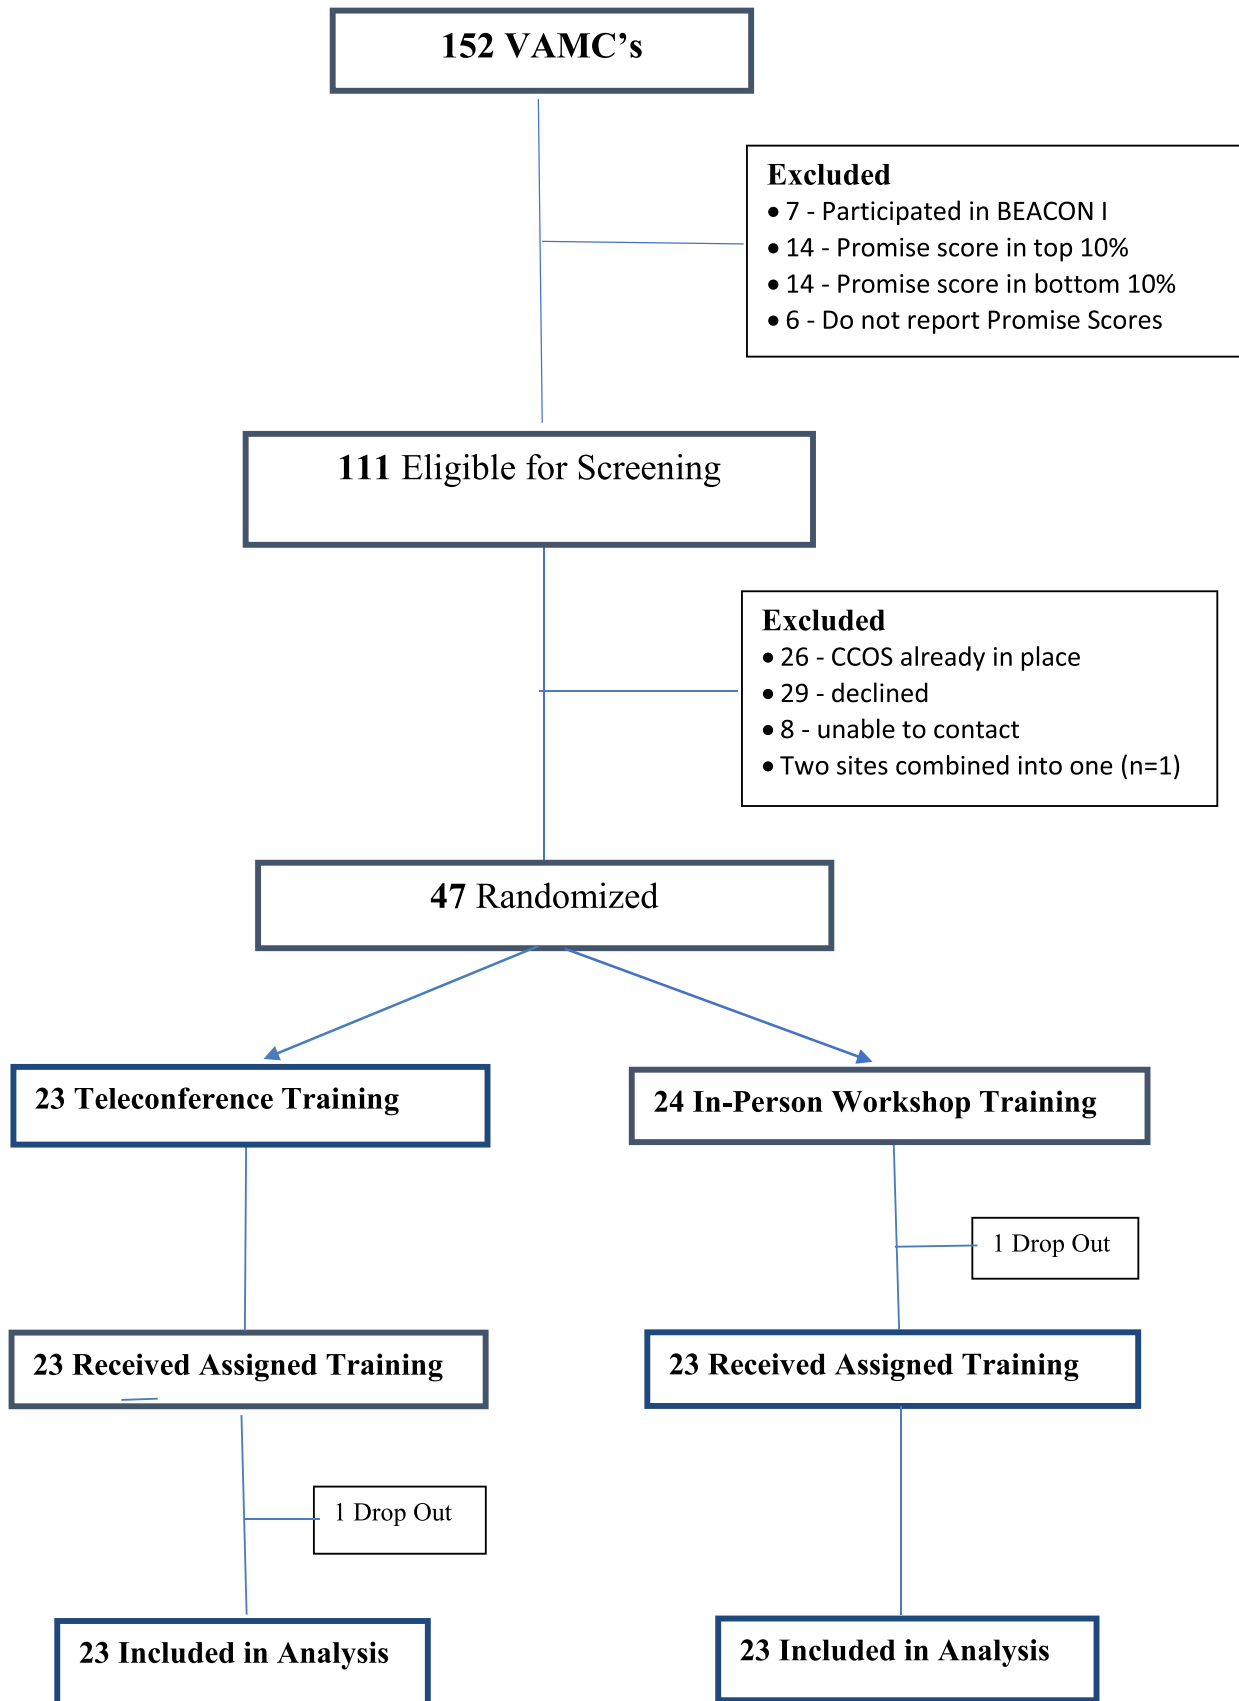 152 VAMC's
Excluded
• 7 - Participated in BEACON I
• 14 - Promise score in top 10%
• 14 - Promise score in bottom 10%
• 6 - Do not report Promise Scores
111 Eligible for Screening
Excluded
• 26 - CCOS already in place
• 29 - declined
• 8 - unable to contact
• Two sites combined into one (n=1)
47 Randomized
23 Teleconference Training
24 In-Person Workshop Training
1 Drop Out
23 Received Assigned Training
23 Received Assigned Training
1 Drop Out
23 Included in Analysis
23 Included in Analysis